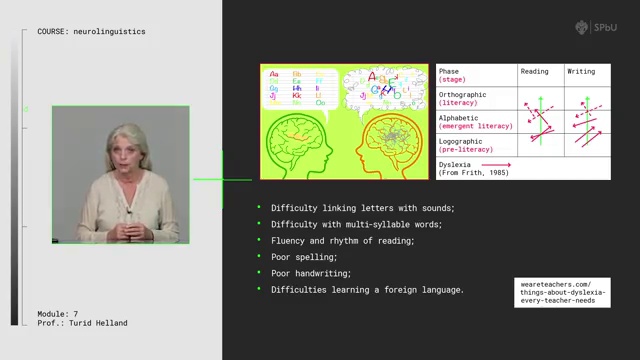 COURSE: neurolinguistics
SPbU
Phase
(stage)
Reading
Writing
Orthographic
(literacy)
Alphabetic
(emergent literacy)
Logographic
(pre-literacy)
Dyslexia
(From Frith, 1985)
Difficulty linking letters with sounds;
Difficulty with multi-syllable words;
Fluency and rhythm of reading;
Poor spelling;
Poor handwriting;
Difficulties learning a foreign language.
weareteachers.com/
things-about-dyslexia-
every-teacher-needs
Module: 7
Prof.: Turid Helland